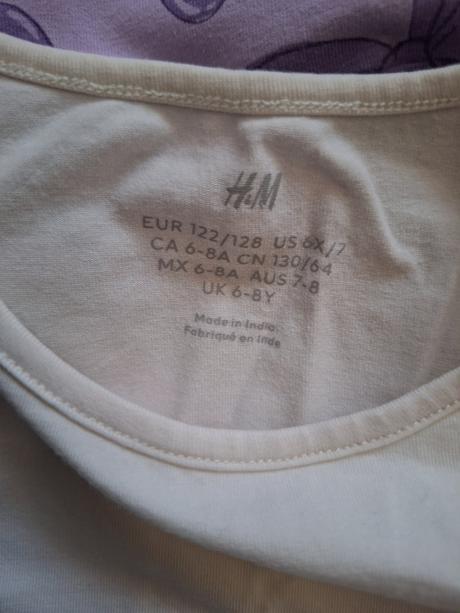 H&M
EUR 122/128 US 6X/7
CA 6-8A CN 130/64
MX 6-8A AUS 7-8
UK 6-8Y
Made in India.
Fabriqué en Inde